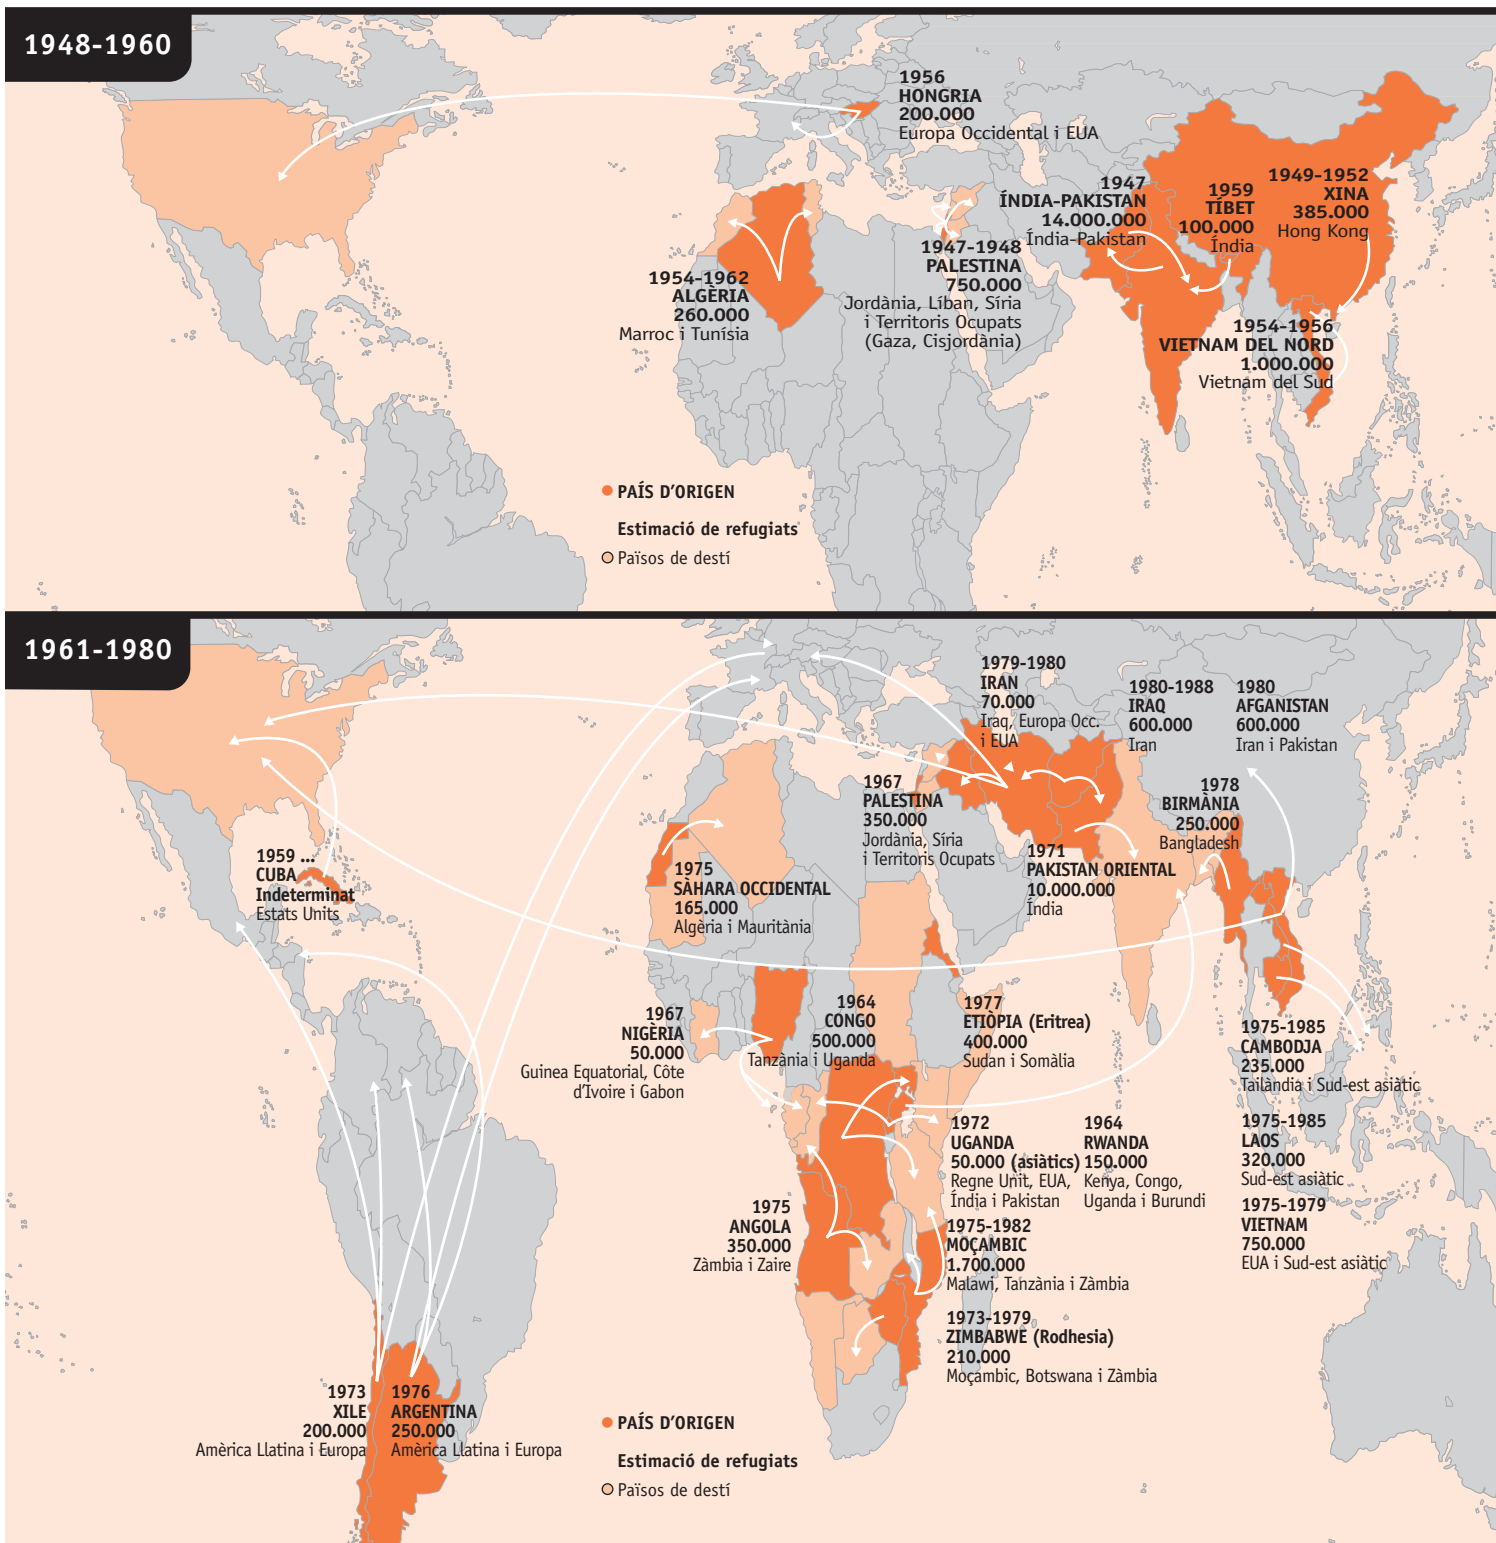 1948-1960
1956
HONGRIA
200.000
Europa Occidental i EUA
1947
ÍNDIA-PAKISTAN
14.000.000
Índia-Pakistan
1959
TÍBET
100.000
Índia
1949-1952
XINA
385.000
Hong Kong
1954-1962
ALGÈRIA
260.000
Marroc i Tunísia
1947-1948
PALESTINA
750.000
Jordània, Líban, Síria
i Territoris Ocupats
(Gaza, Cisjordània)
1954-1956
VIETNAM DEL NORD
1.000.000
Vietnam del Sud
PAÍS D'ORIGEN
Estimació de refugiats
Països de destí
1961-1980
1979-1980
IRAN
70.000
Iraq, Europa Occ.
i EUA
1980-1988
IRAQ
600.000
Iran
1980
AFGANISTAN
600.000
Iran i Pakistan
1967
PALESTINA
350.000
Jordània, Síria
i Territoris Ocupats
1978
BIRMÀNIA
250.000
Bangladesh
1959 ...
CUBA
Indeterminat
Estats Units
1975
SÀHARA OCCIDENTAL
165.000
Algèria i Mauritània
1971
PAKISTAN ORIENTAL
10.000.000
Índia
1967
NIGÈRIA
50.000
Guinea Equatorial, Côte
d'Ivoire i Gabon
1964
CONGO
500.000
Tanzània i Uganda
1977
ETIÒPIA (Eritrea)
400.000
Sudan i Somàlia
1975-1985
CAMBODJA
235.000
Tailàndia i Sud-est asiàtic
1972
UGANDA
50.000 (asiàtics)
Regne Unit, EUA,
Índia i Pakistan
1964
RWANDA
150.000
Kenya, Congo,
Uganda i Burundi
1975-1985
LAOS
320.000
Sud-est asiàtic
1975
ANGOLA
350.000
Zàmbia i Zaire
1975-1982
MOÇAMBIC
1.700.000
Malawi, Tanzània i Zàmbia
1975-1979
VIETNAM
750.000
EUA i Sud-est asiàtic
1973-1979
ZIMBABWE (Rodhesia)
210.000
Moçambic, Botswana i Zàmbia
1973
XILE
200.000
Amèrica Llatina i Europa
1976
ARGENTINA
250.000
Amèrica Llatina i Europa
PAÍS D'ORIGEN
Estimació de refugiats
Països de destí